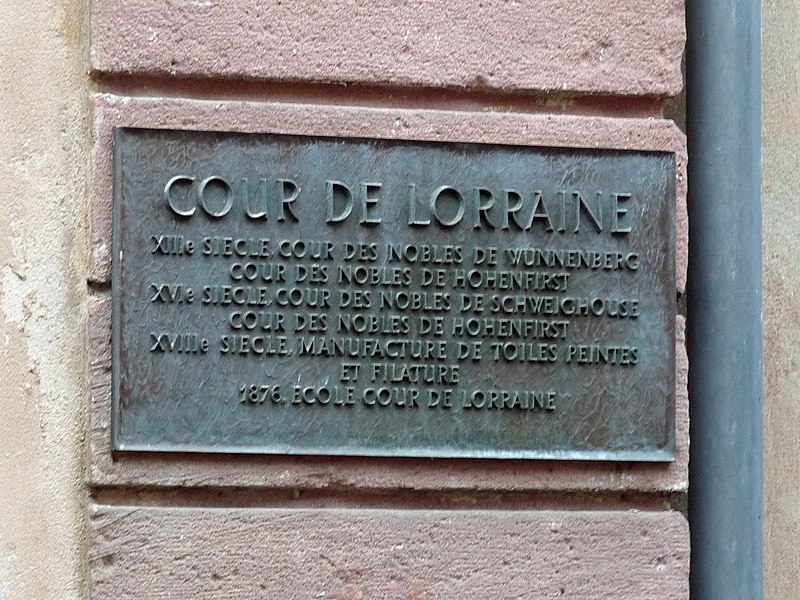 COUR DE LORRAINE
XIIIe SIECLE, COUR DES NOBLES DE WUNNENBERG
COUR DES NOBLES DE HOHENFIRST
XVIe SIECLE, COUR DES NOBLES DE SCHWEIGHOUSE
COUR DES NOBLES DE HOHENFIRST
XVIIIe SIECLE, MANUFACTURE DE TOILES PEINTES
ET FILATURE
1876. ECOLE COUR DE LORRAINE